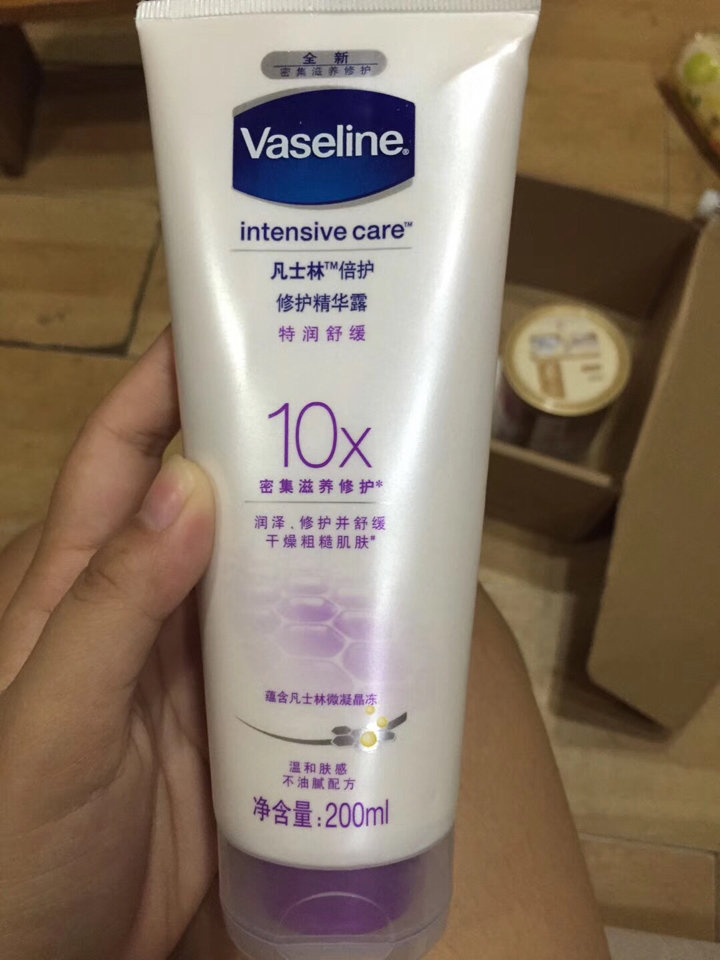 全 新
密集滋养修护
Vaseline®
intensive care™
凡士林™倍护
修护精华露
特润舒缓
10x
密集滋养修护*
润泽.修护并舒缓
干燥粗糙肌肤#
蕴含凡士林微凝晶冻
温和肤感
不油腻配方
净含量:200ml